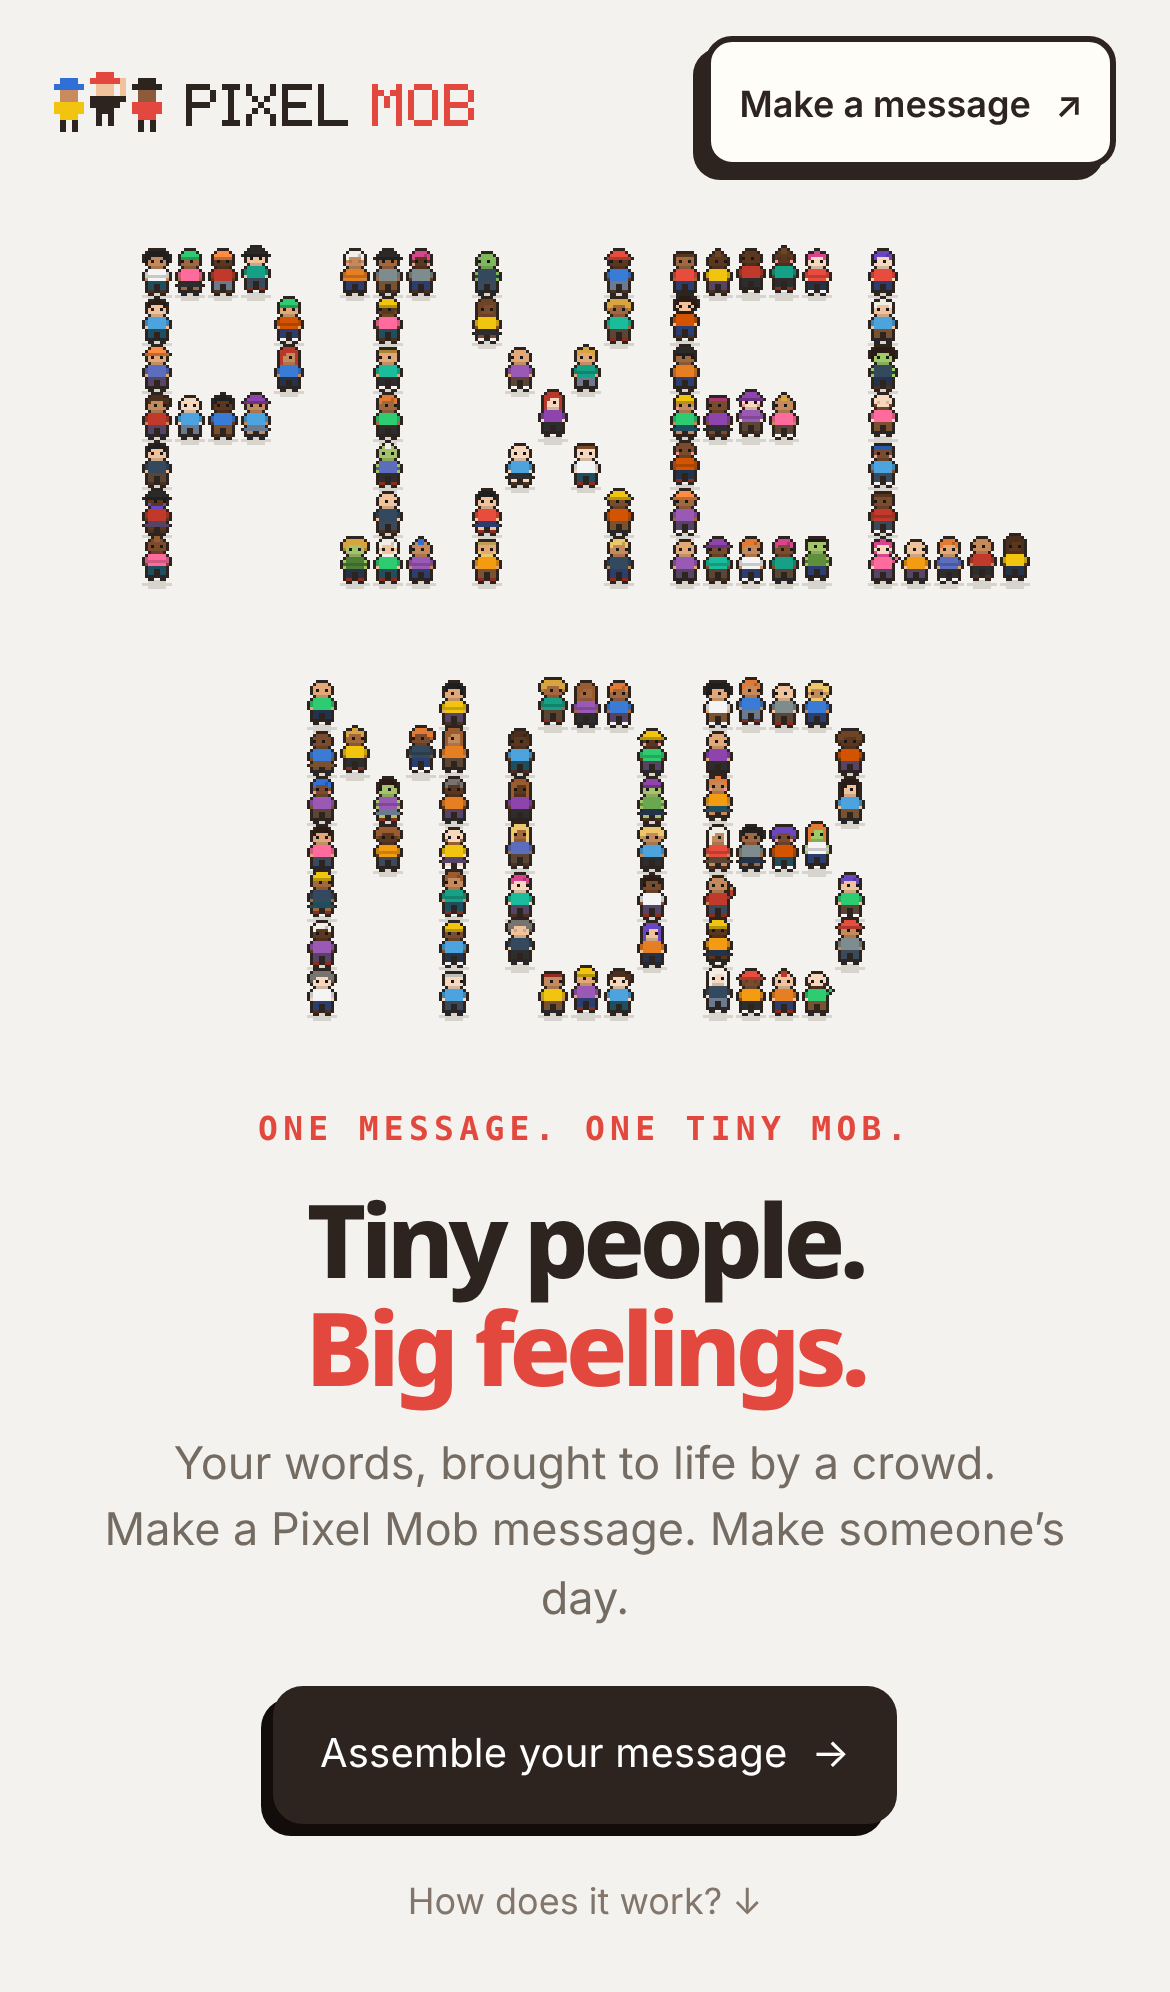 PIXEL MOB
Make a message ↗
PIXEL
MOB
ONE MESSAGE. ONE TINY MOB.
Tiny people.
Big feelings.
Your words, brought to life by a crowd.
Make a Pixel Mob message. Make someone’s
day.
Assemble your message →
How does it work? ↓